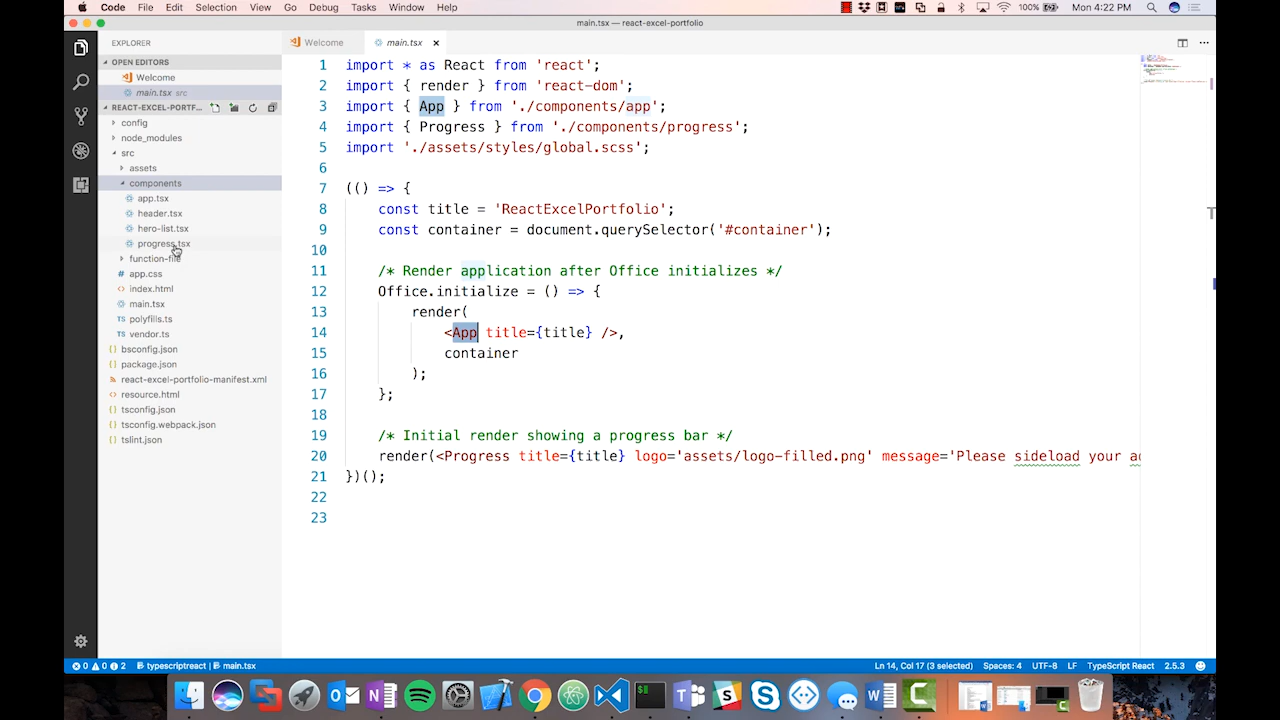 Code File Edit Selection View Go Debug Tasks Window Help 100% Mon 4:22 PM
main.tsx — react-excel-portfolio
EXPLORER
Welcome
main.tsx
OPEN EDITORS
Welcome
main.tsx src
REACT-EXCEL-PORTF...
config
node_modules
src
assets
components
app.tsx
header.tsx
hero-list.tsx
progress.tsx
function-file
app.css
index.html
main.tsx
polyfills.ts
vendor.ts
bsconfig.json
package.json
react-excel-portfolio-manifest.xml
resource.html
tsconfig.json
tsconfig.webpack.json
tslint.json
1 import * as React from 'react';
2 import { render } from 'react-dom';
3 import { App } from './components/app';
4 import { Progress } from './components/progress';
5 import './assets/styles/global.scss';
6
7 (() => {
8 const title = 'ReactExcelPortfolio';
9 const container = document.querySelector('#container');
10
11 /* Render application after Office initializes */
12 Office.initialize = () => {
13 render(
14 <App title={title} />,
15 container
16 );
17 };
18
19 /* Initial render showing a progress bar */
20 render(<Progress title={title} logo='assets/logo-filled.png' message='Please sideload your ad
21 })();
22
23
0 0 2 typescriptreact | main.tsx
Ln 14, Col 17 (3 selected) Spaces: 4 UTF-8 LF TypeScript React 2.5.3